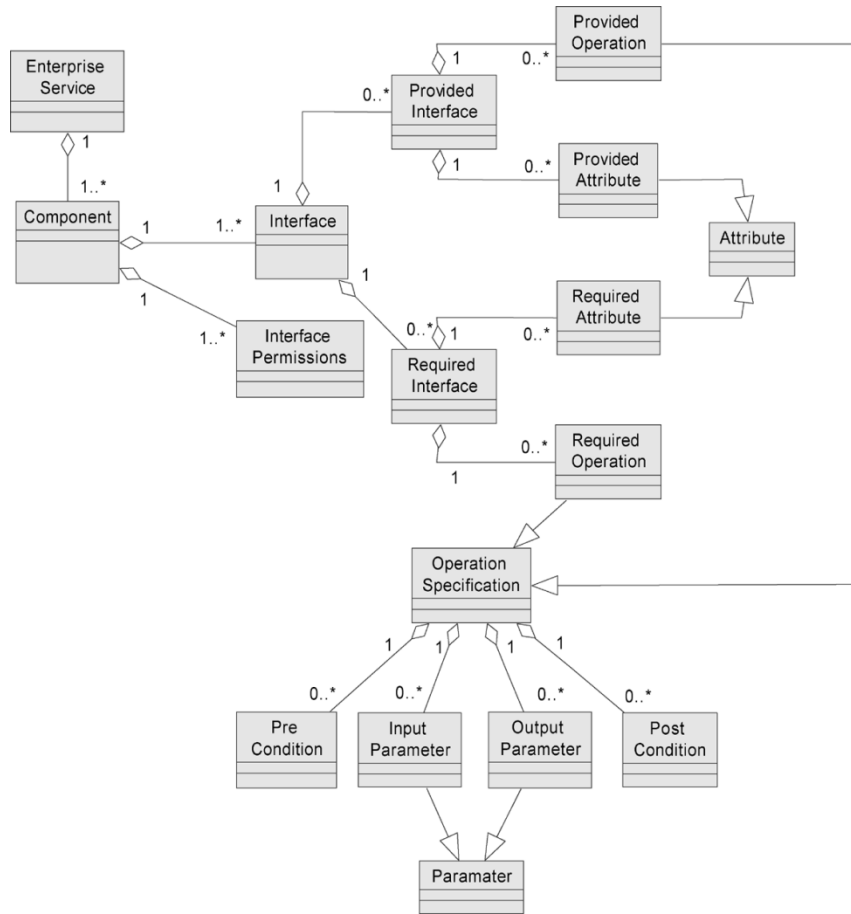 Provided
Operation
1
0..*
Enterprise
Service
Provided
Interface
0..*
1
1
0..*
Provided
Attribute
1..*
1
Component
1
1..*
Interface
Attribute
1
1
Required
Attribute
1..*
Interface
Permissions
0..*
1
0..*
Required
Interface
0..*
1
Required
Operation
Operation
Specification
1
1
1
1
0..*
0..*
0..*
0..*
Pre
Condition
Input
Parameter
Output
Parameter
Post
Condition
Paramater